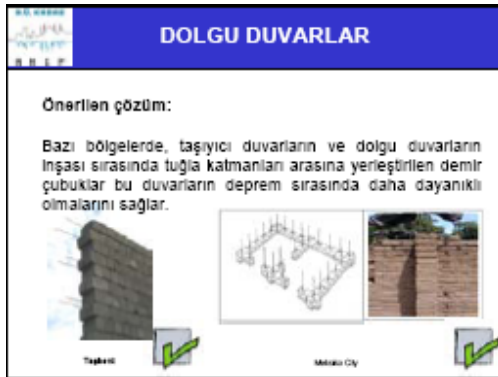 DOLGU DUVARLAR
Önerilen çözüm:
Bazı bölgelerde, taşıyıcı duvarların ve dolgu duvarların
inşası sırasında tuğla katmanları arasına yerleştirilen demir
çubuklar bu duvarların deprem sırasında daha dayanıklı
olmalarını sağlar.
City